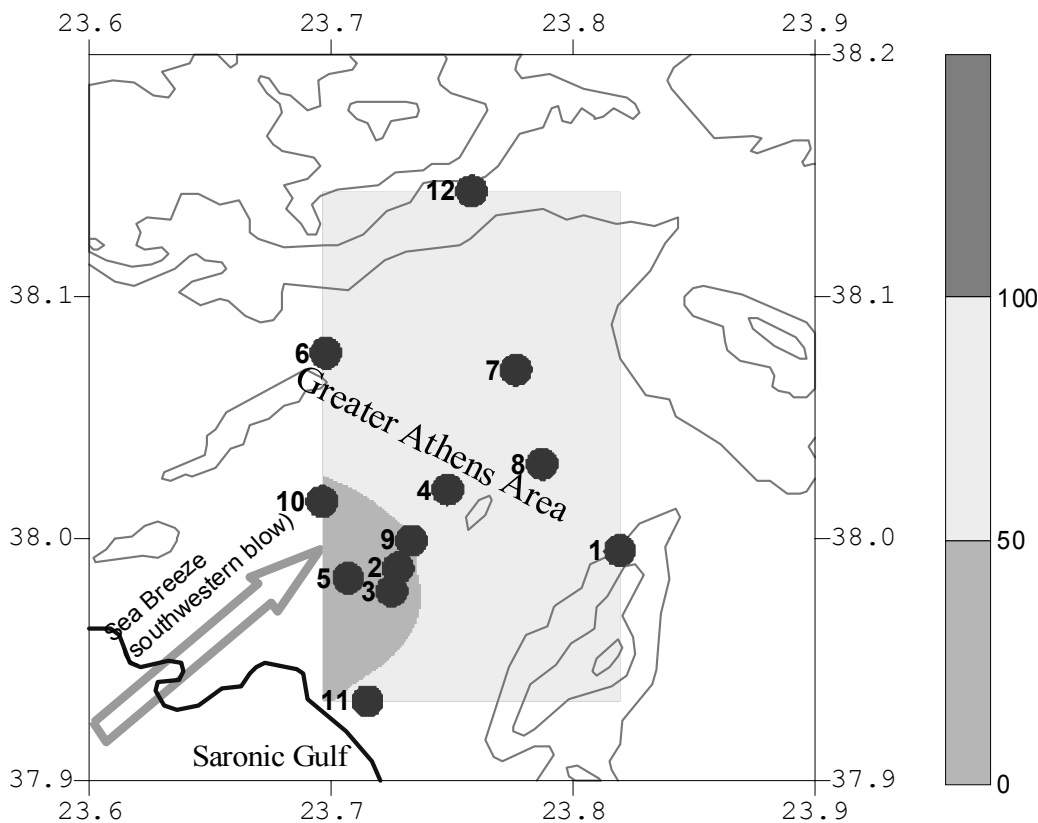 23.6 23.7 23.8 23.9
38.2
12
38.1 38.1 100
6
7
Greater Athens Area
8
4
10
38.0 9 1 38.0 50
2
5
3
Sea Breeze
southwestern blow)
11
Saronic Gulf
37.9 37.9 0
23.6 23.7 23.8 23.9